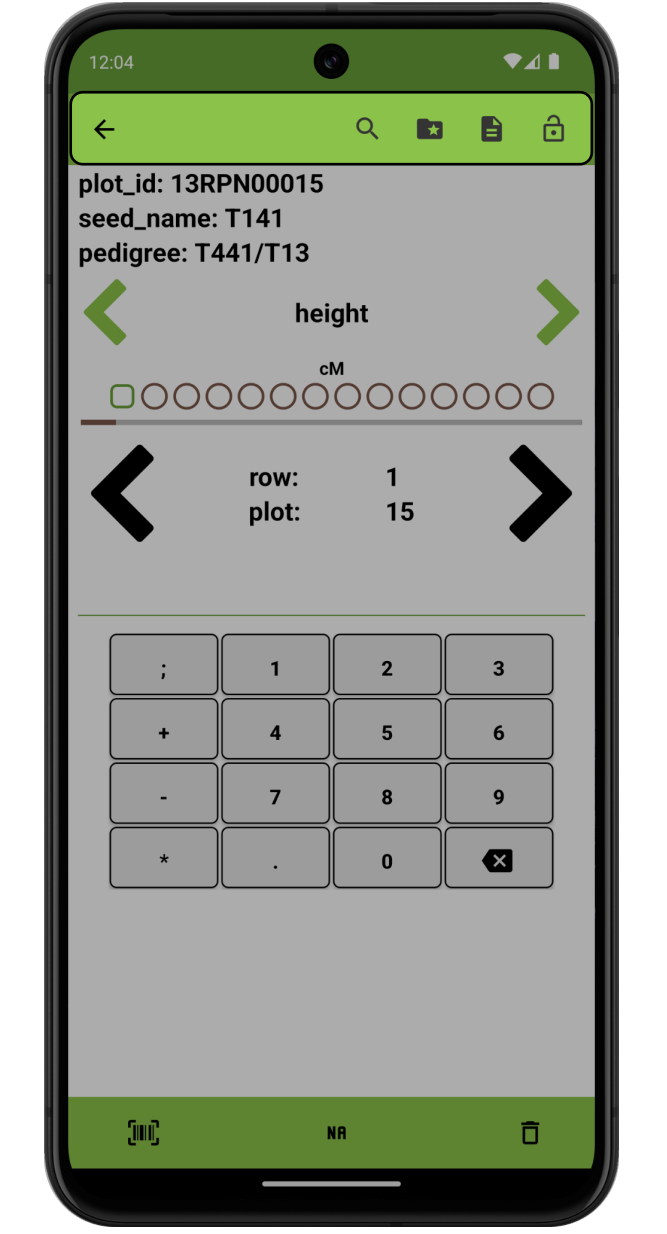 12:04
plot_id: 13RPN00015
seed_name: T141
pedigree: T441/T13
height
cM
row: 1
plot: 15
; 1 2 3
+ 4 5 6
- 7 8 9
* . 0
NA